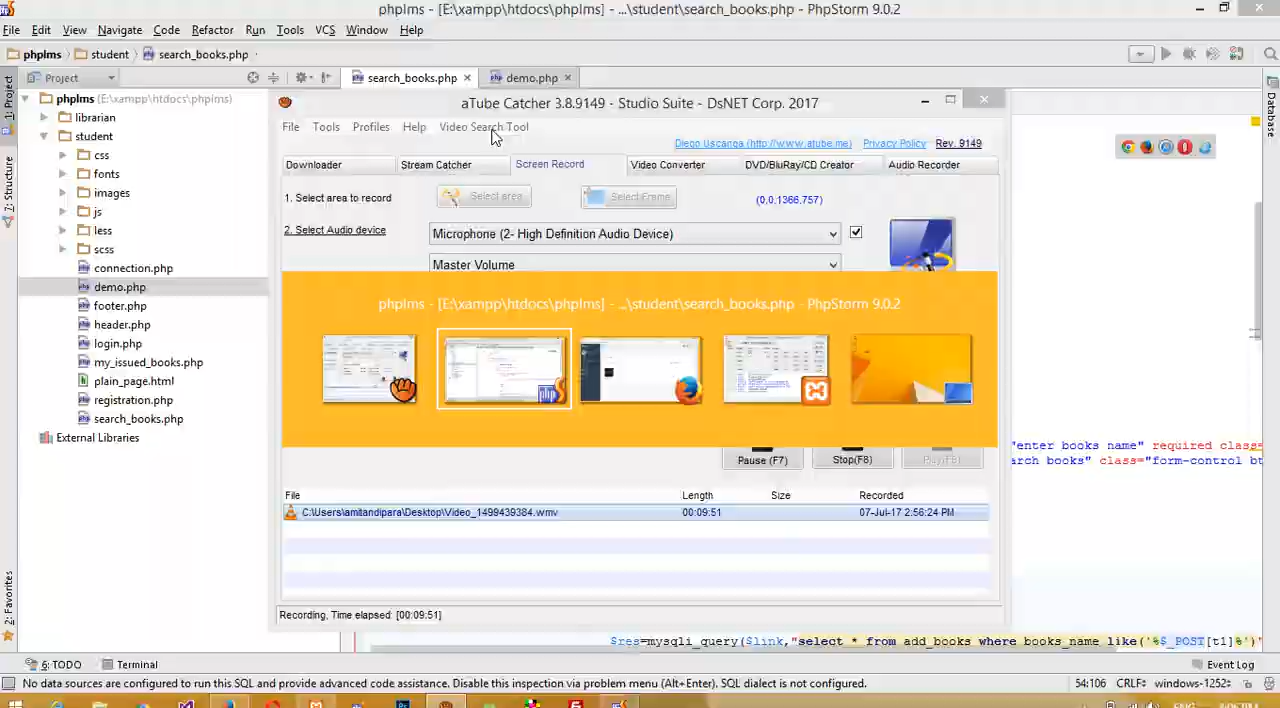 phplms - [E:\xampp\htdocs\phplms] - ...\student\search_books.php - PhpStorm 9.0.2
File Edit View Navigate Code Refactor Run Tools VCS Window Help
phplms student search_books.php
1: Project
7: Structure
2: Favorites
Project
search_books.php
demo.php
Database
phplms (E:\xampp\htdocs\phplms)
librarian
student
css
fonts
images
js
less
scss
connection.php
demo.php
footer.php
header.php
login.php
my_issued_books.php
plain_page.html
registration.php
search_books.php
External Libraries
aTube Catcher 3.8.9149 - Studio Suite - DsNET Corp. 2017
File Tools Profiles Help Video Search Tool
Diego Uscanga (http://www.atube.me) Privacy Policy Rev. 9149
Downloader Stream Catcher Screen Record Video Converter DVD/BluRay/CD Creator Audio Recorder
1. Select area to record Select area Select Frame (0,0,1366,757)
2. Select Audio device Microphone (2- High Definition Audio Device)
Master Volume
phplms - [E:\xampp\htdocs\phplms] - ...\student\search_books.php - PhpStorm 9.0.2
php
"enter books name" required class=
arch books" class="form-control bt
Pause (F7) Stop(F8) Play(F9)
File Length Size Recorded
C:\Users\amitandipara\Desktop\Video_1499439384.wmv 00:09:51 07-Jul-17 2:56:24 PM
Recording, Time elapsed: [00:09:51]
$res=mysqli_query($link,"select * from add_books where books_name like('%$_POST[t1]%')"
6: TODO Terminal Event Log
No data sources are configured to run this SQL and provide advanced code assistance. Disable this inspection via problem menu (Alt+Enter). SQL dialect is not configured. 54:106 CRLF÷ windows-1252÷